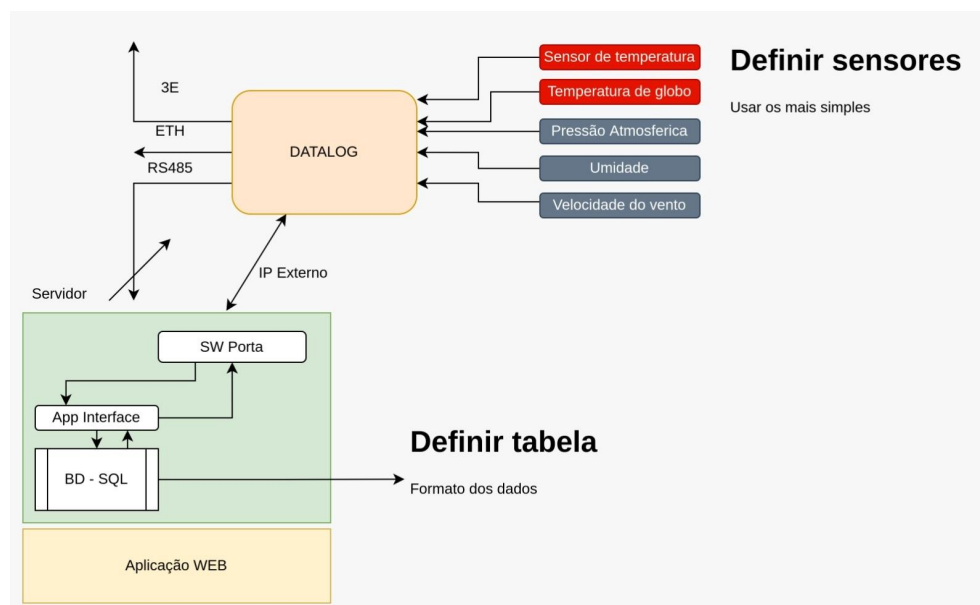 3E
ETH
RS485
DATALOG
Sensor de temperatura
Temperatura de globo
Pressão Atmosferica
Umidade
Velocidade do vento
Definir sensores
Usar os mais simples
IP Externo
Servidor
SW Porta
App Interface
BD - SQL
Definir tabela
Formato dos dados
Aplicação WEB